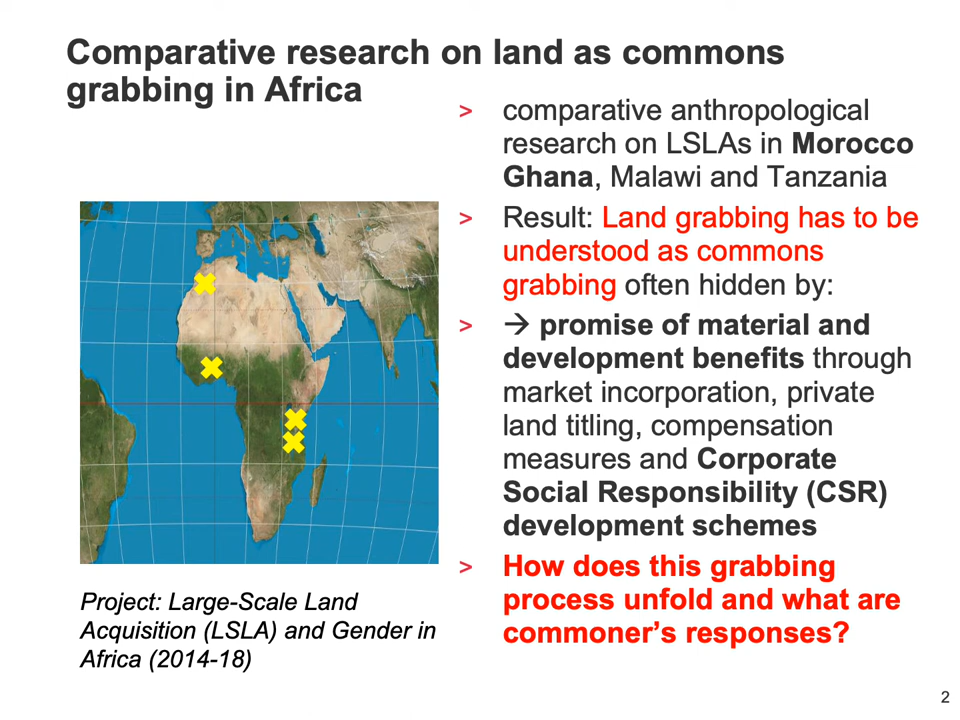 Comparative research on land as commons
grabbing in Africa
> comparative anthropological
research on LSLAs in Morocco
Ghana, Malawi and Tanzania
> Result: Land grabbing has to be
understood as commons
grabbing often hidden by:
> → promise of material and
development benefits through
market incorporation, private
land titling, compensation
measures and Corporate
Social Responsibility (CSR)
development schemes
> How does this grabbing
process unfold and what are
commoner’s responses?
Project: Large-Scale Land
Acquisition (LSLA) and Gender in
Africa (2014-18)
2